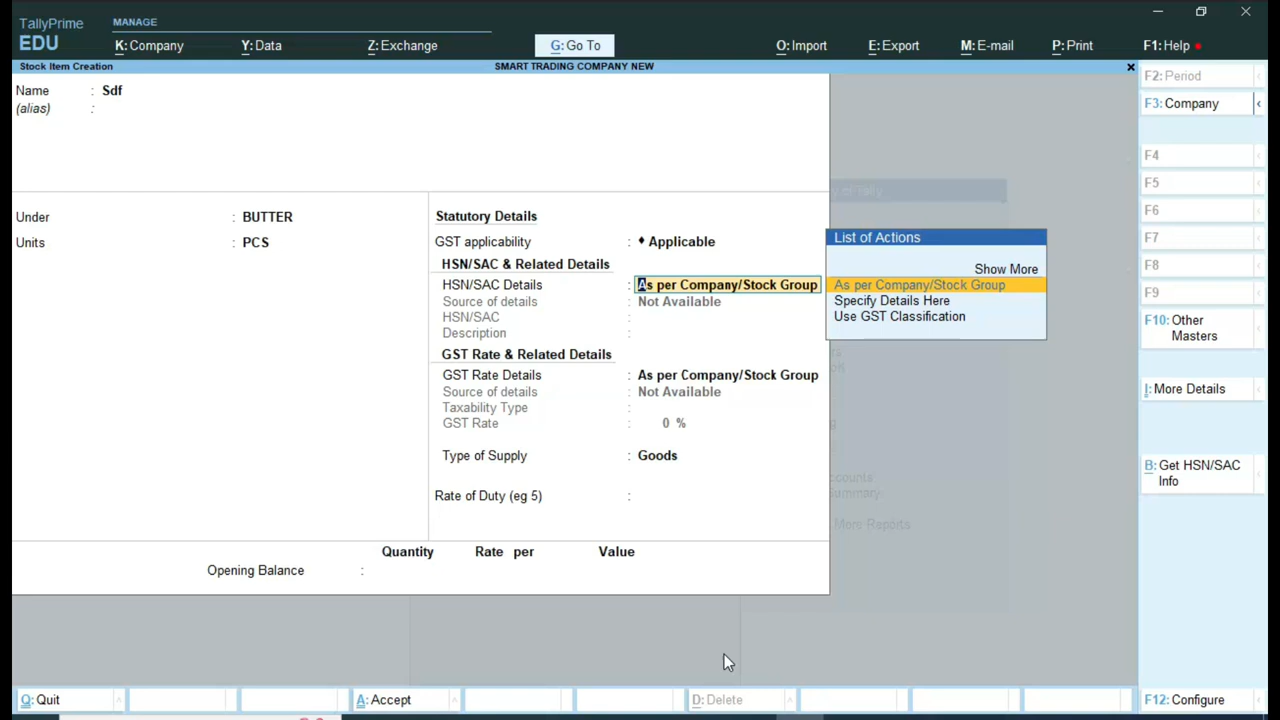 TallyPrime
EDU
MANAGE
K: Company
Y: Data
Z: Exchange
G: Go To
O: Import
E: Export
M: E-mail
P: Print
F1: Help
Stock Item Creation
SMART TRADING COMPANY NEW
Name : Sdf
(alias) :
Under : BUTTER
Units : PCS
Statutory Details
GST applicability : ♦ Applicable
HSN/SAC & Related Details
HSN/SAC Details : As per Company/Stock Group
Source of details : Not Available
HSN/SAC :
Description :
GST Rate & Related Details
GST Rate Details : As per Company/Stock Group
Source of details : Not Available
Taxability Type :
GST Rate : 0 %
Type of Supply : Goods
Rate of Duty (eg 5) :
Quantity Rate per Value
Opening Balance :
List of Actions
Show More
As per Company/Stock Group
Specify Details Here
Use GST Classification
ccounts
ummary
More Reports
F2: Period
F3: Company
F4
F5
F6
F7
F8
F9
F10: Other
Masters
I: More Details
B: Get HSN/SAC
Info
Q: Quit
A: Accept
D: Delete
F12: Configure